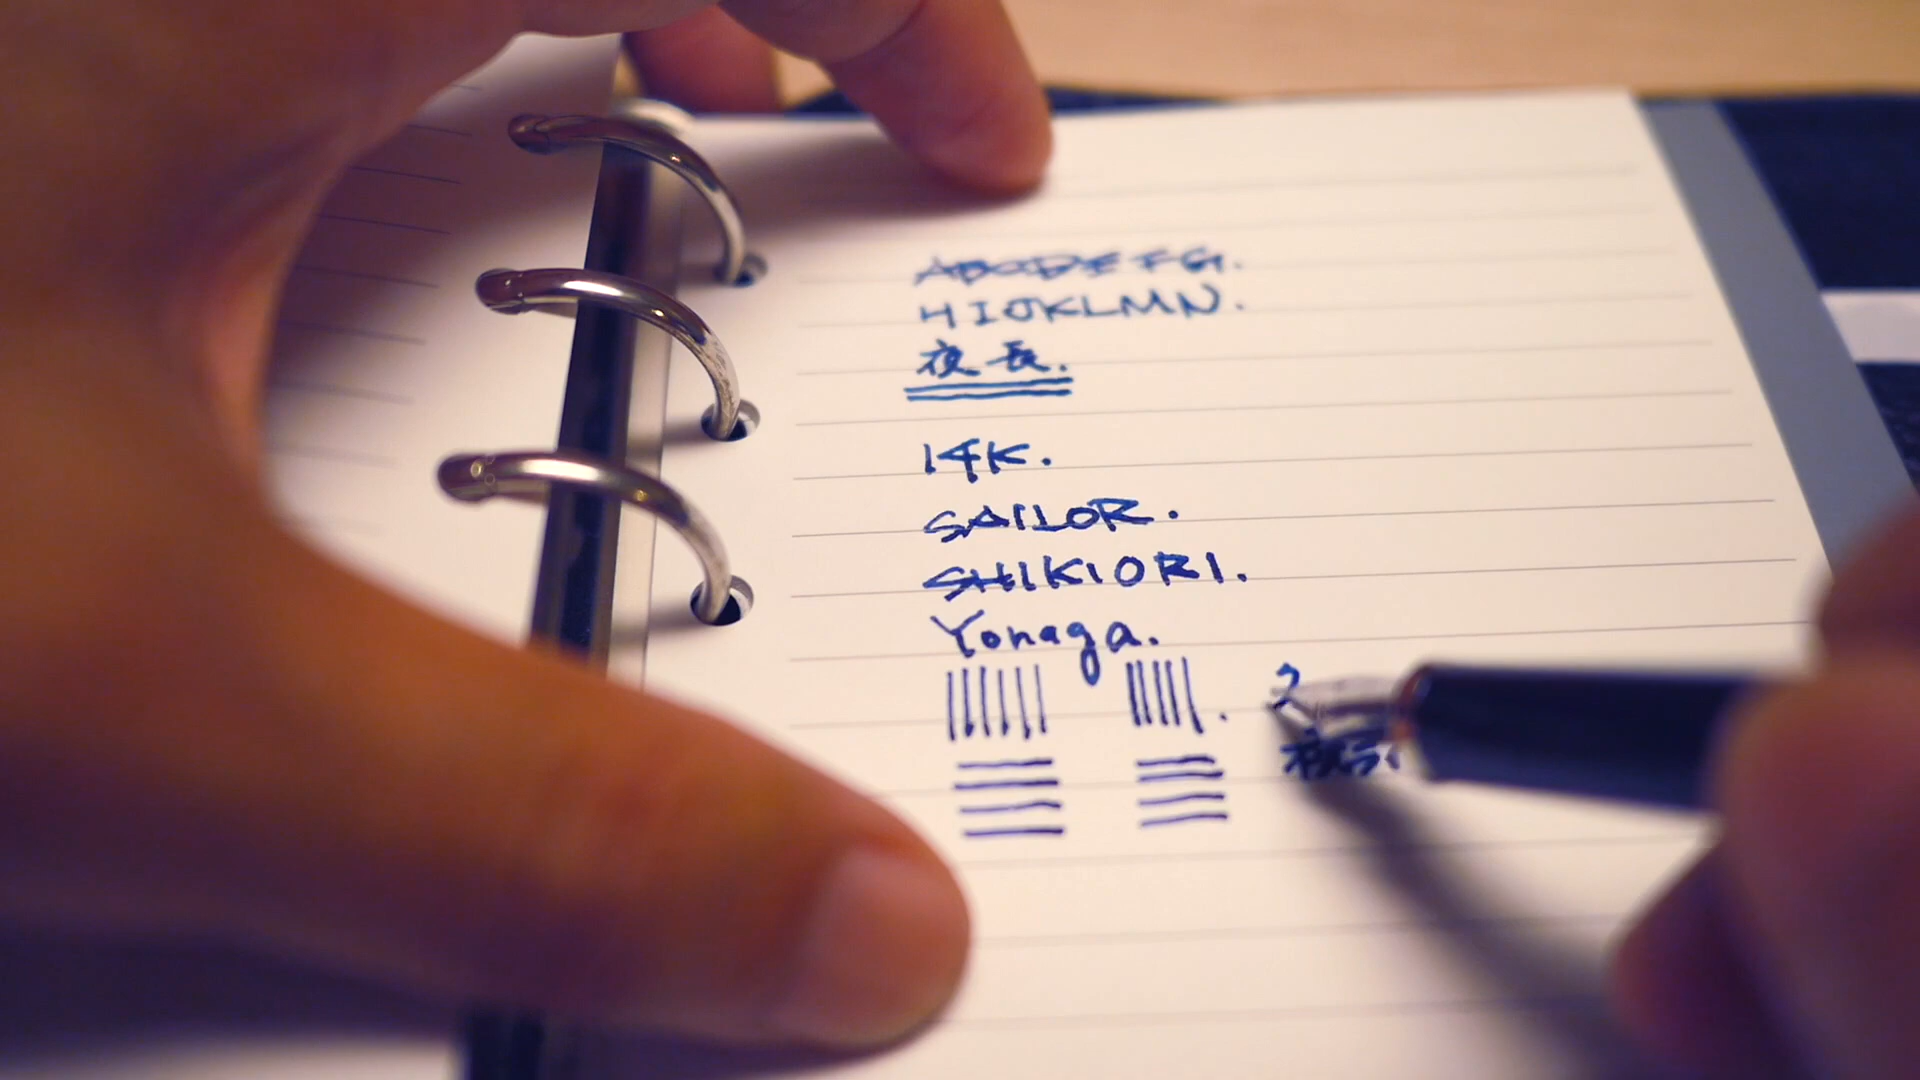 ABCDEFG.
HIJKLMN.
夜長.
14K.
SAILOR.
SHIKIORI.
Yonaga.